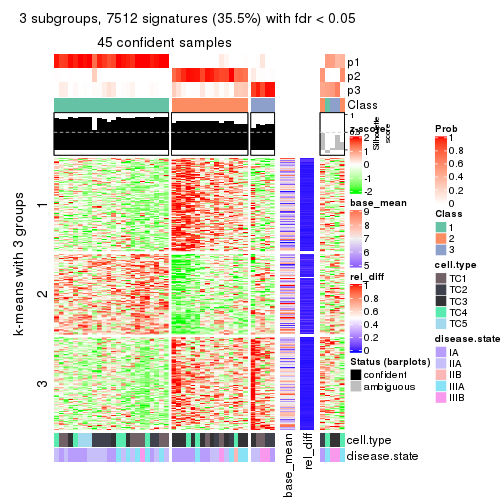 3 subgroups, 7512 signatures (35.5%) with fdr < 0.05
45 confident samples
p1
p2
p3
Class
1
0.5
0
Silhouette
score
k-means with 3 groups
1
2
3
z-score
2
1
0
-1
-2
base_mean
9
8
7
6
5
rel_diff
1
0.8
0.6
0.4
0.2
0
Status (barplots)
confident
ambiguous
Prob
1
0.8
0.6
0.4
0.2
0
Class
1
2
3
cell.type
TC1
TC2
TC3
TC4
TC5
disease.state
IA
IIA
IIB
IIIA
IIIB
cell.type
disease.state
base_mean
rel_diff